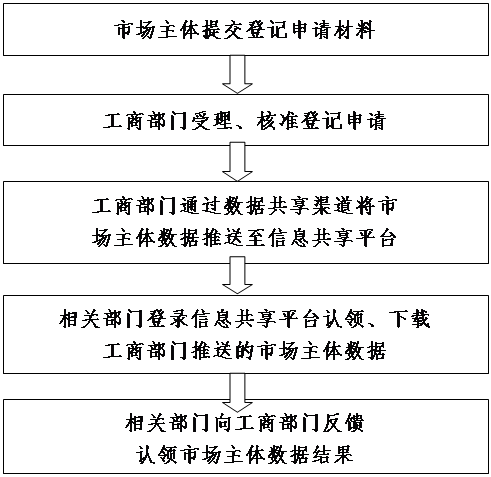 市场主体提交登记申请材料
工商部门受理、核准登记申请
工商部门通过数据共享渠道将市
场主体数据推送至信息共享平台
相关部门登录信息共享平台认领、下载
工商部门推送的市场主体数据
相关部门向工商部门反馈
认领市场主体数据结果